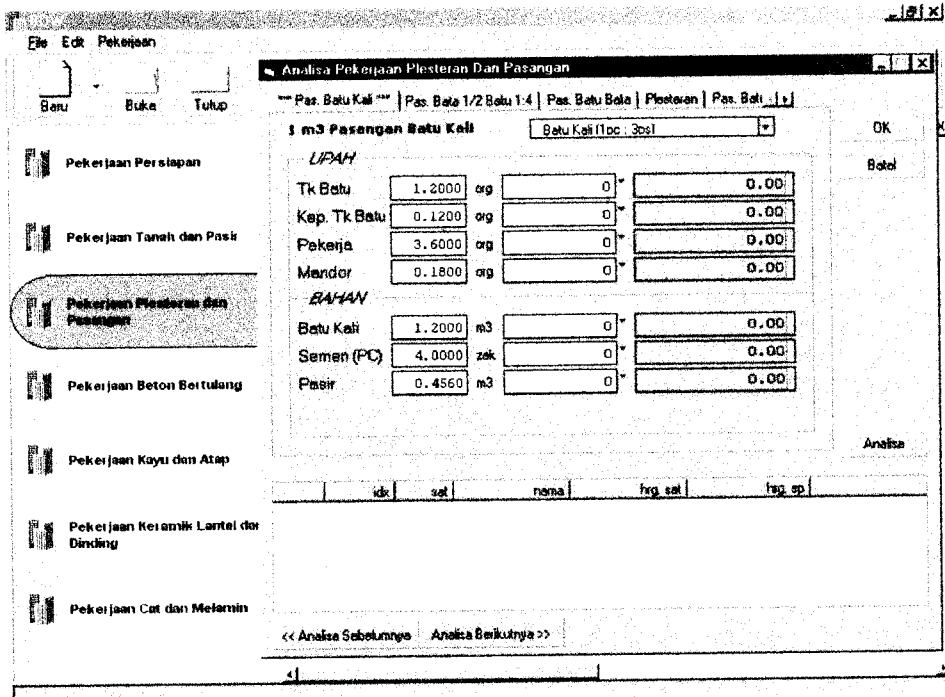 File Edit Pekerjaan
Baru Buka Tutup
Pekerjaan Persiapan
Pekerjaan Tanah dan Pasir
Pekerjaan Plesteran dan
Pasangan
Pekerjaan Beton Bertulang
Pekerjaan Kayu dan Atap
Pekerjaan Keramik Lantai dan
Dinding
Pekerjaan Cat dan Melamin
Analisa Pekerjaan Plesteran Dan Pasangan
*** Pas. Batu Kali *** Pas. Bata 1/2 Batu 1:4 Pas. Batu Bata Plesteran Pas. Batu
1 m3 Pasangan Batu Kali Batu Kali (1pc : 3ps)
UPAH
Tk Batu 1.2000 org 0 0.00
Kep. Tk Batu 0.1200 org 0 0.00
Pekerja 3.6000 org 0 0.00
Mandor 0.1800 org 0 0.00
BAHAN
Batu Kali 1.2000 m3 0 0.00
Semen (PC) 4.0000 zak 0 0.00
Pasir 0.4560 m3 0 0.00
OK
Batal
Analisa
idx sat nama hrg. sat hrg. ap
<< Analisa Sebelumnya Analisa Berikutnya >>